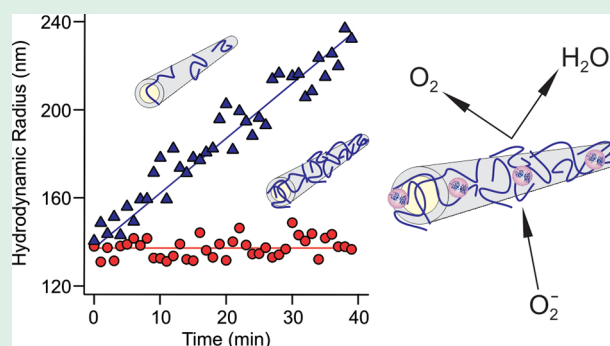 Hydrodynamic Radius (nm)
240
200
160
120
0
10
20
30
40
Time (min)
O₂
H₂O
O₂⁻